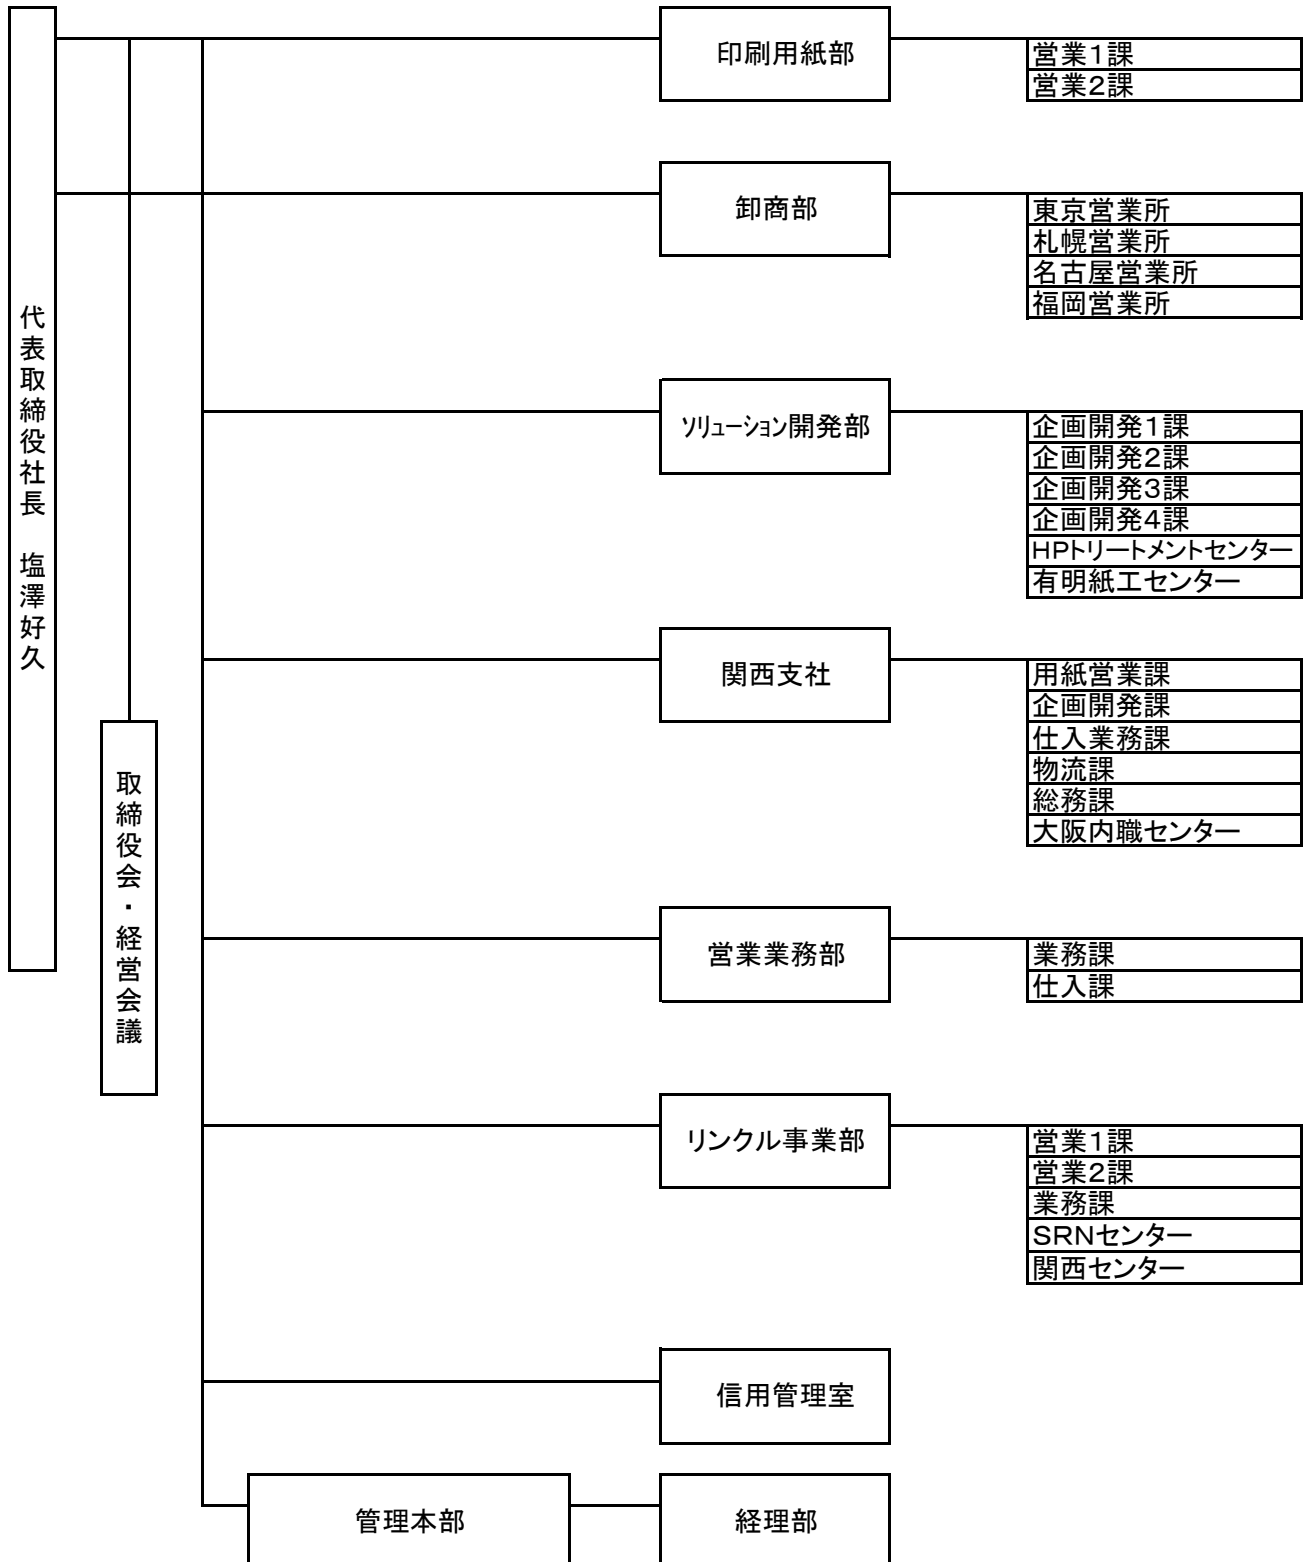 代表取締役社長　塩澤好久
取締役会・経営会議
印刷用紙部
営業１課
営業２課
卸商部
東京営業所
札幌営業所
名古屋営業所
福岡営業所
ｿﾘｭｰｼｮﾝ開発部
企画開発１課
企画開発２課
企画開発３課
企画開発４課
HPトリートメントセンター
有明紙工センター
関西支社
用紙営業課
企画開発課
仕入業務課
物流課
総務課
大阪内職センター
営業業務部
業務課
仕入課
リンクル事業部
営業１課
営業２課
業務課
ＳＲＮセンター
関西センター
信用管理室
管理本部
経理部